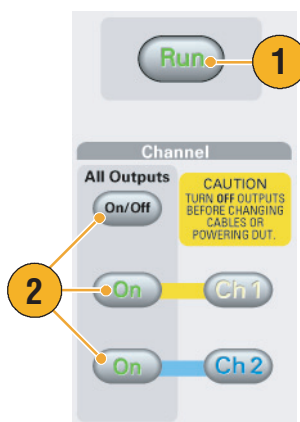 Run
1
Channel
All Outputs
On/Off
CAUTION
TURN OFF OUTPUTS
BEFORE CHANGING
CABLES OR
POWERING DUT.
2
On
Ch 1
On
Ch 2